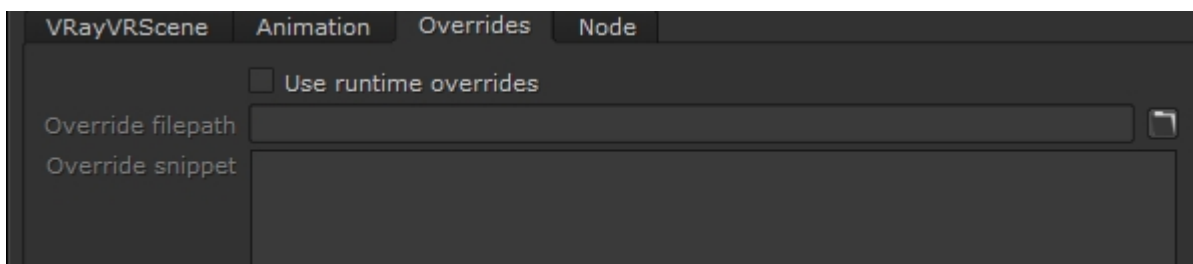 VRayVRScene Animation Overrides Node
Use runtime overrides
Override filepath
Override snippet